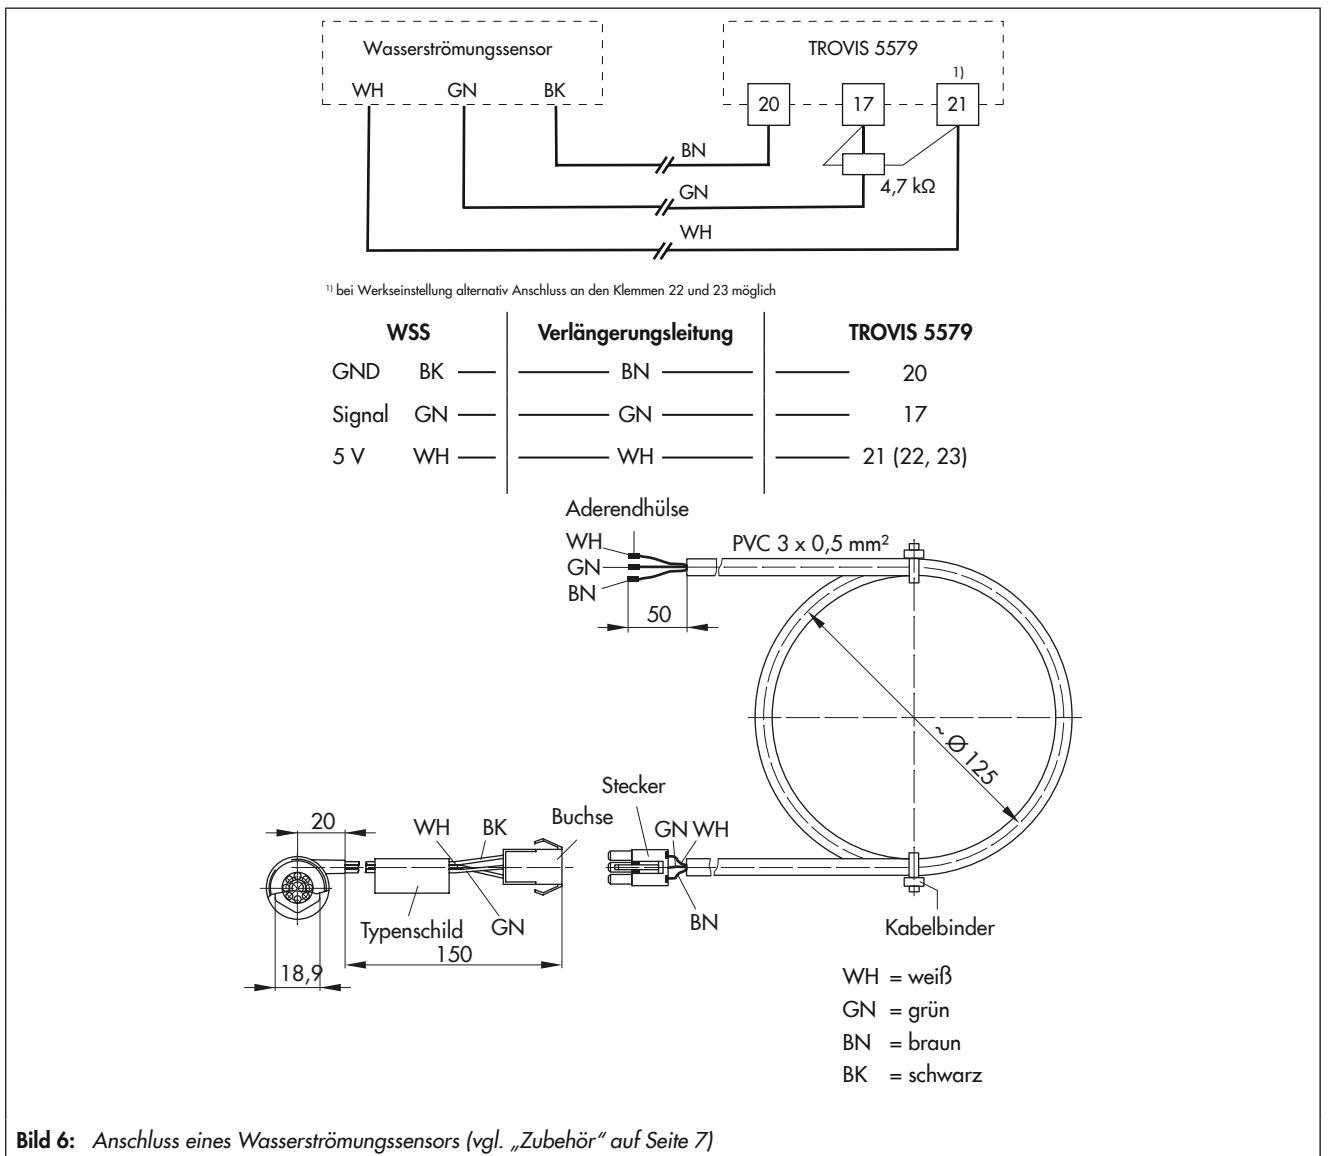 Wasserströmungssensor
TROVIS 5579
WH GN BK
1)
20 17 21
BN
4,7 kΩ
GN
WH
1) bei Werkseinstellung alternativ Anschluss an den Klemmen 22 und 23 möglich
WSS Verlängerungsleitung TROVIS 5579
GND BK BN 20
Signal GN GN 17
5 V WH WH 21 (22, 23)
Aderendhülse
WH
GN
BN
PVC 3 x 0,5 mm²
50
~ Ø 125
Stecker
Buchse
20
WH BK
GN WH
Typenschild
GN
BN
150
18,9
Kabelbinder
WH = weiß
GN = grün
BN = braun
BK = schwarz
Bild 6: Anschluss eines Wasserströmungssensors (vgl. „Zubehör“ auf Seite 7)